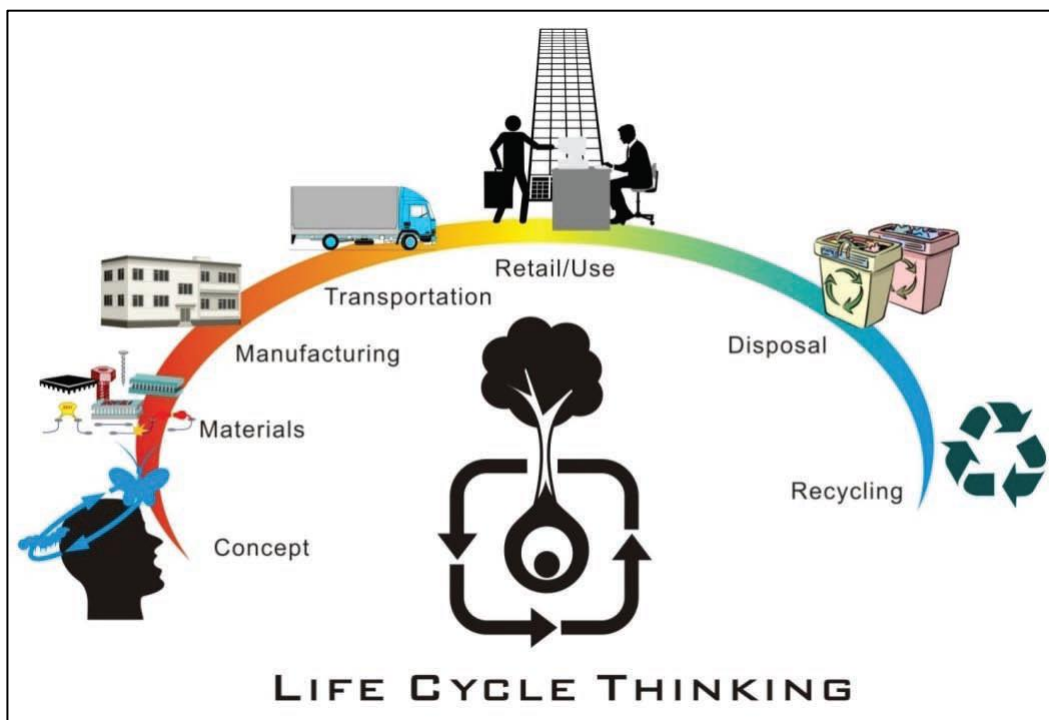 Concept
Materials
Manufacturing
Transportation
Retail/Use
Disposal
Recycling
LIFE CYCLE THINKING